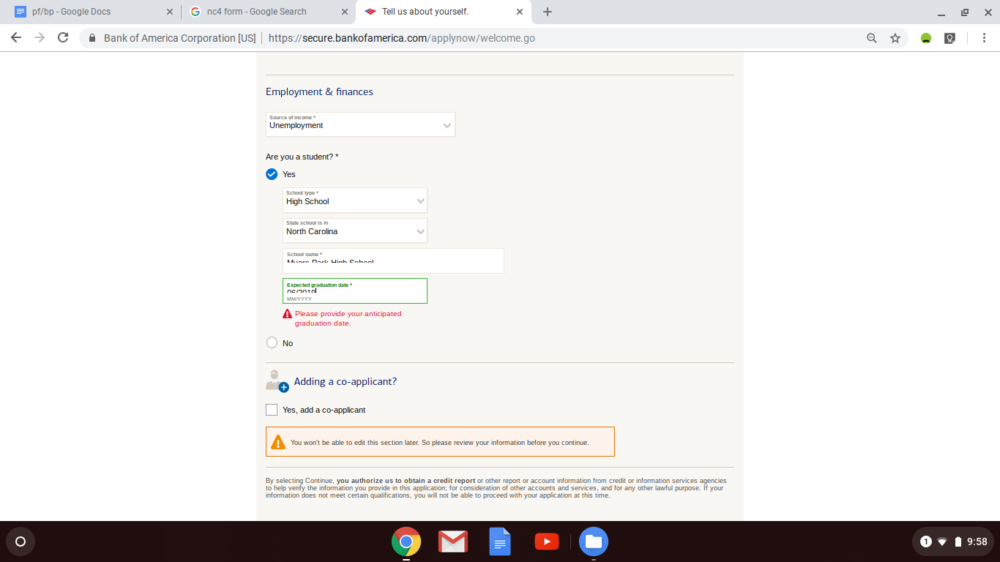 pf/bp - Google Docs
nc4 form - Google Search
Tell us about yourself.
Bank of America Corporation [US]
https://secure.bankofamerica.com/applynow/welcome.go
Employment & finances
Source of income *
Unemployment
Are you a student? *
Yes
School type *
High School
State school is in
North Carolina
School name *
Myers Park High School
Expected graduation date *
06/2019
MM/YYYY
Please provide your anticipated
graduation date.
No
Adding a co-applicant?
Yes, add a co-applicant
You won't be able to edit this section later. So please review your information before you continue.
By selecting Continue, you authorize us to obtain a credit report or other report or account information from credit or information services agencies
to help verify the information you provide in this application; for consideration of other accounts and services, and for any other lawful purpose. If your
information does not meet certain qualifications, you will not be able to proceed with your application at this time.
1
9:58